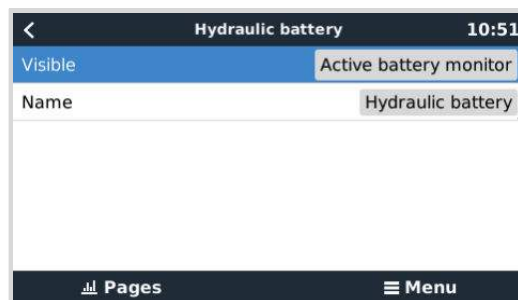 Hydraulic battery 10:51
Visible Active battery monitor
Name Hydraulic battery
Pages Menu